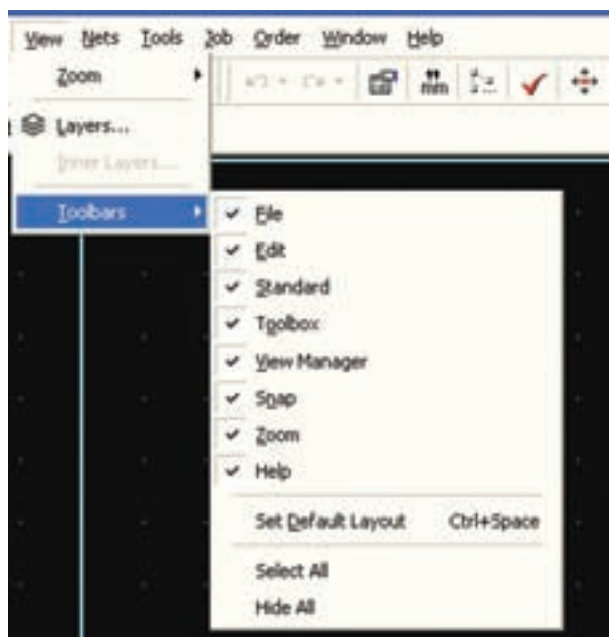 View Nets Tools Job Order Window Help
Zoom
mm
Layers...
Inner Layers...
Toolbars
File
Edit
Standard
Toolbox
View Manager
Snap
Zoom
Help
Set Default Layout Ctrl+Space
Select All
Hide All